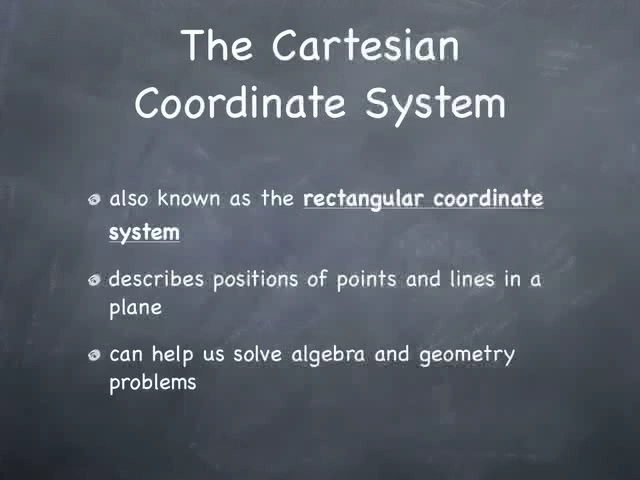 The Cartesian
Coordinate System
also known as the rectangular coordinate
system
describes positions of points and lines in a
plane
can help us solve algebra and geometry
problems